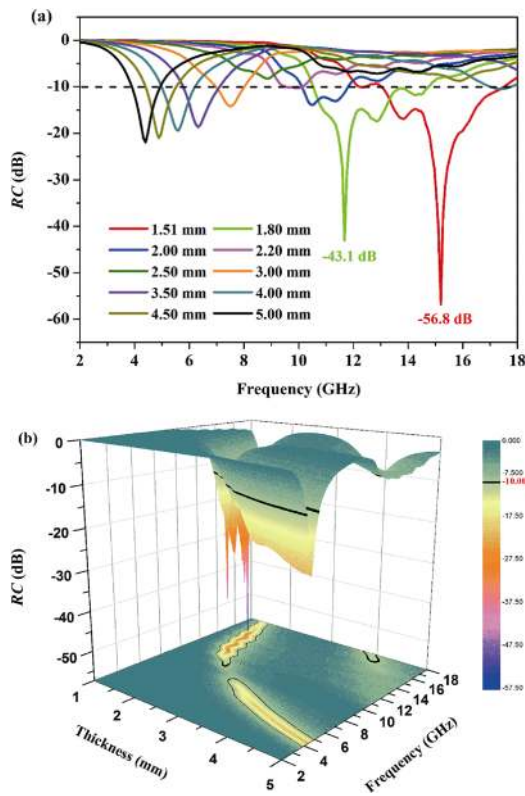 (a)
0
-10
-20
-30
-40
-50
-60
RC (dB)
1.51 mm 1.80 mm
2.00 mm 2.20 mm
2.50 mm 3.00 mm
3.50 mm 4.00 mm
4.50 mm 5.00 mm
-43.1 dB
-56.8 dB
2 4 6 8 10 12 14 16 18
Frequency (GHz)
(b)
0
-10
-20
-30
-40
-50
RC (dB)
1 2 3 4 5
Thickness (mm)
2 4 6 8 10 12 14 16 18
Frequency (GHz)
0.000
-7.500
-10.00
-17.50
-27.50
-37.50
-47.50
-57.50